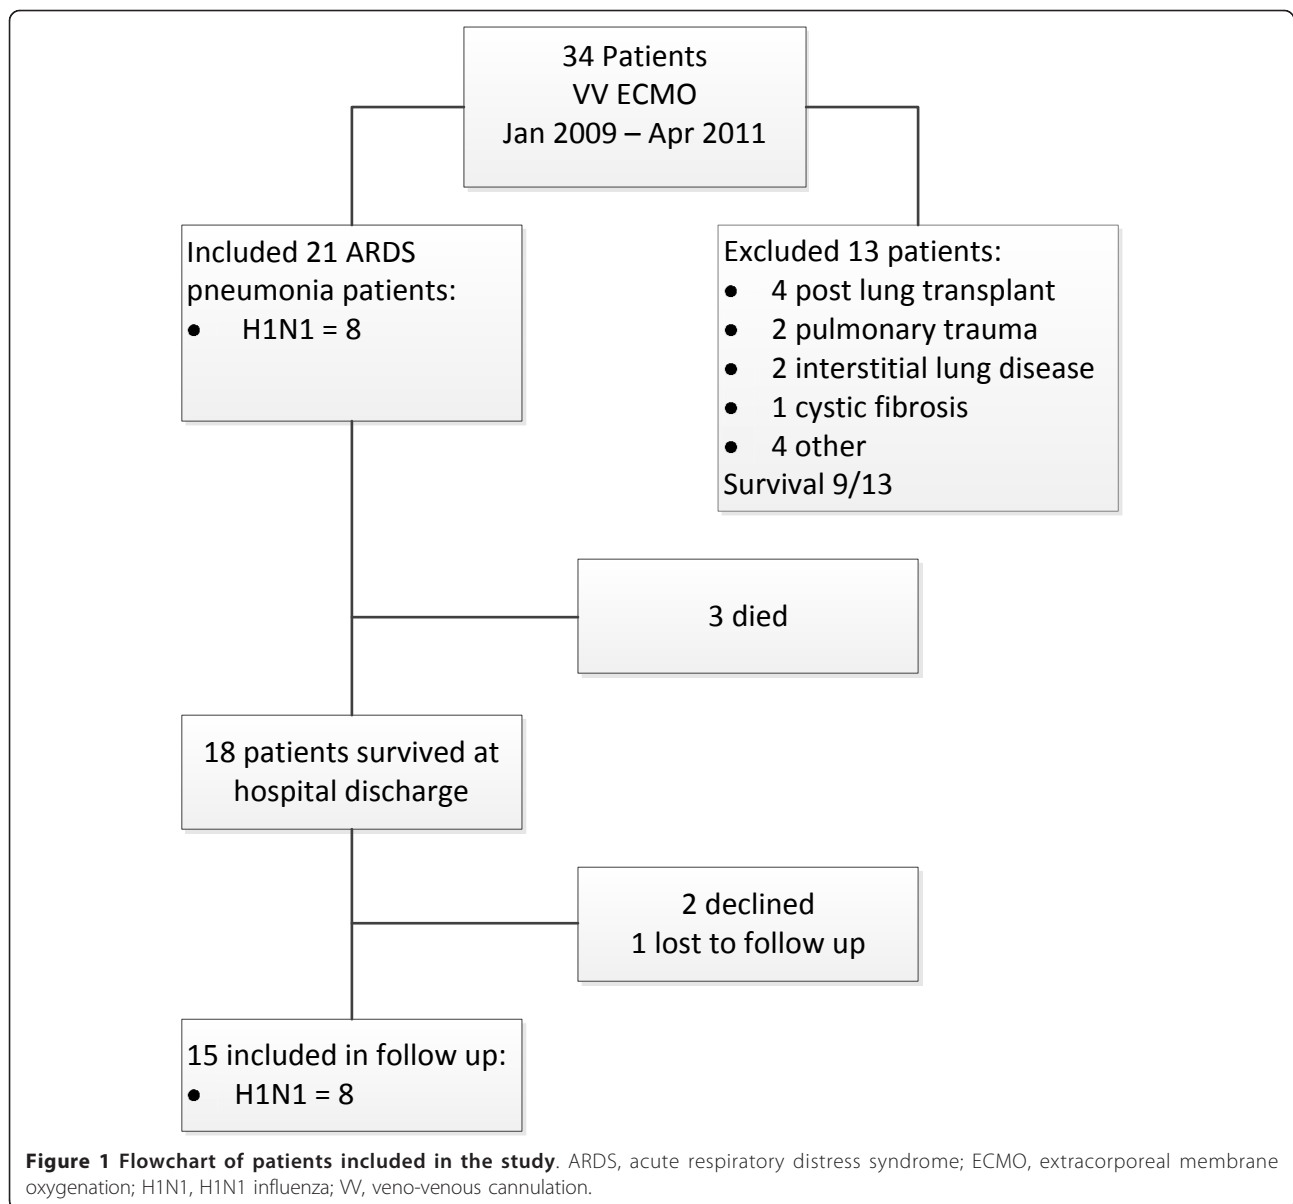 34 Patients
VV ECMO
Jan 2009 – Apr 2011
Included 21 ARDS
pneumonia patients:
• H1N1 = 8
Excluded 13 patients:
• 4 post lung transplant
• 2 pulmonary trauma
• 2 interstitial lung disease
• 1 cystic fibrosis
• 4 other
Survival 9/13
3 died
18 patients survived at
hospital discharge
2 declined
1 lost to follow up
15 included in follow up:
• H1N1 = 8
Figure 1 Flowchart of patients included in the study. ARDS, acute respiratory distress syndrome; ECMO, extracorporeal membrane
oxygenation; H1N1, H1N1 influenza; VV, veno-venous cannulation.